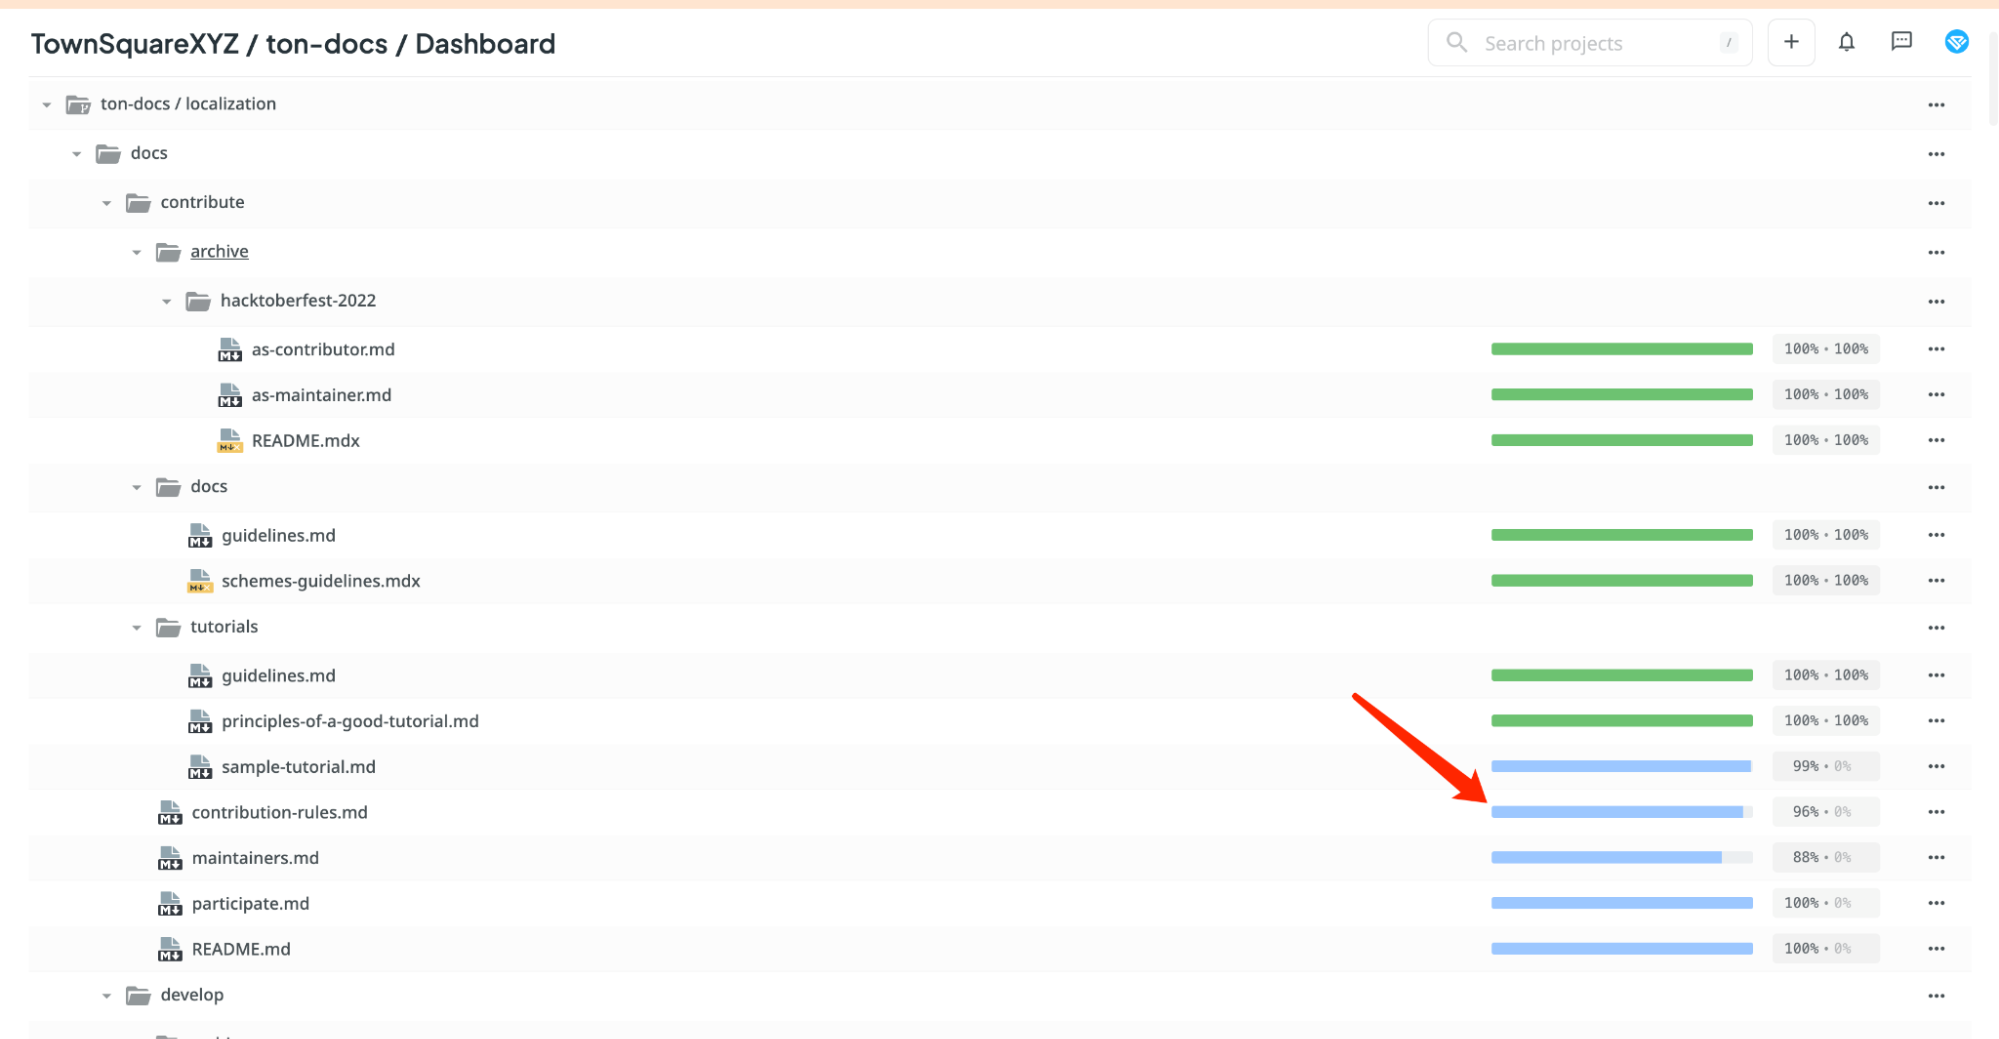 TownSquareXYZ / ton-docs / Dashboard
Search projects /
ton-docs / localization
docs
contribute
archive
hacktoberfest-2022
as-contributor.md 100% • 100%
as-maintainer.md 100% • 100%
README.mdx 100% • 100%
docs
guidelines.md 100% • 100%
schemes-guidelines.mdx 100% • 100%
tutorials
guidelines.md 100% • 100%
principles-of-a-good-tutorial.md 100% • 100%
sample-tutorial.md 99% • 0%
contribution-rules.md 96% • 0%
maintainers.md 88% • 0%
participate.md 100% • 0%
README.md 100% • 0%
develop